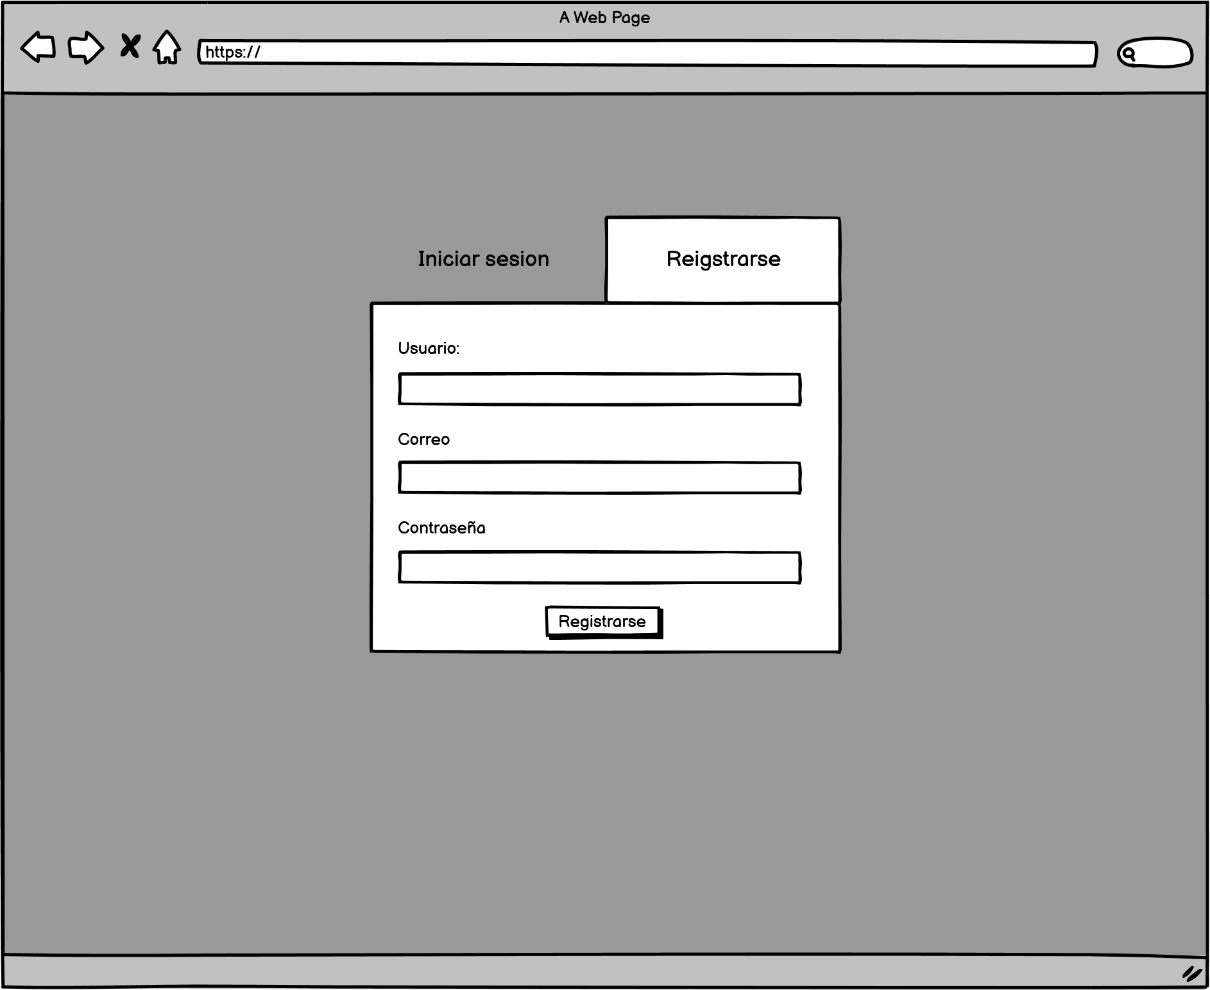 A Web Page
https://
Iniciar sesion
Reigstrarse
Usuario:
Correo
Contraseña
Registrarse